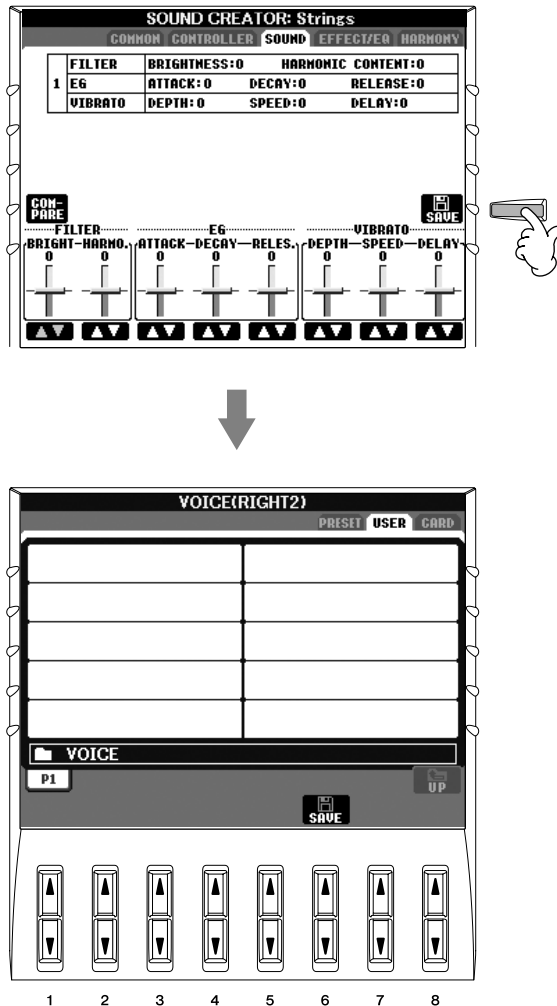 SOUND CREATOR: Strings
COMMON CONTROLLER SOUND EFFECT/EQ HARMONY
1 FILTER BRIGHTNESS:0 HARMONIC CONTENT:0
EG ATTACK:0 DECAY:0 RELEASE:0
VIBRATO DEPTH:0 SPEED:0 DELAY:0
COM-
PARE
SAVE
FILTER EG VIBRATO
BRIGHT-HARMO. ATTACK-DECAY-RELES. DEPTH-SPEED-DELAY
0 0 0 0 0 0 0 0
VOICE(RIGHT2)
PRESET USER CARD
VOICE
P1
UP
SAVE
1 2 3 4 5 6 7 8